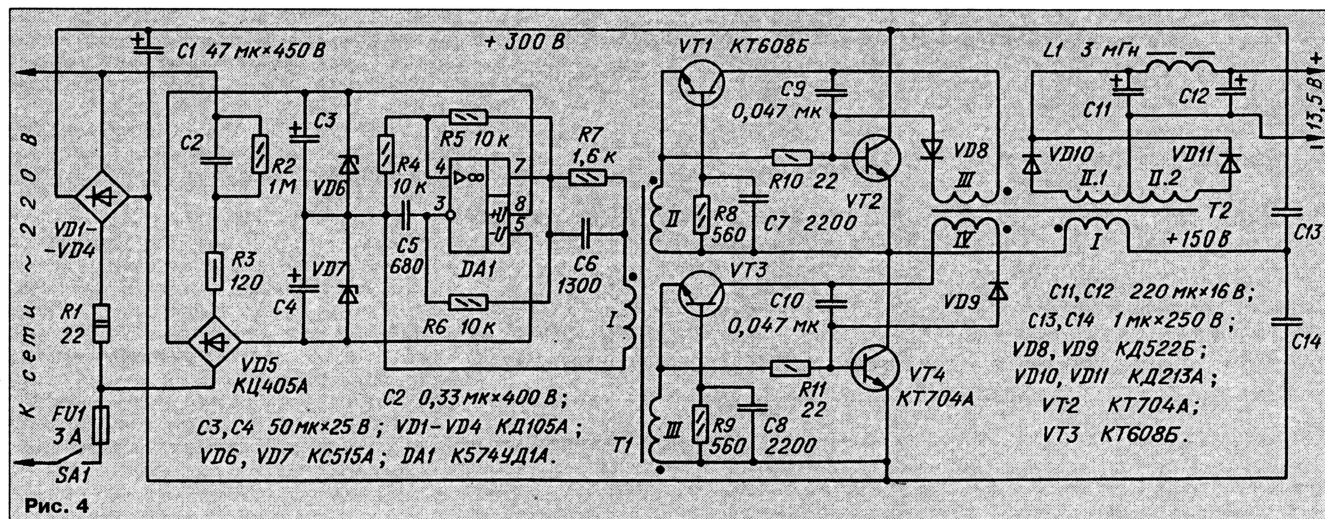 C1 47 мк×450 В
+ 300 В
VT1 КТ608Б
L1 3 мГн
К сети ~ 220 В
C2
R2
1М
C3
VD6
R4
10 к
R5 10 к
R7
1,6 к
4
7
3
8
5
+U
-U
DA1
C5
680
C6
1300
R6 10 к
VD1-
-VD4
R3
120
C4
VD7
R1
22
VD5
КЦ405А
FU1
3 А
SA1
I
C2 0,33 мк×400 В;
C3, C4 50 мк×25 В; VD1–VD4 КД105А;
VD6, VD7 КС515А; DA1 К574УД1А.
C9
0,047 мк
R10 22
VT2
VD8
II
R8
560
C7 2200
VT3
C10
0,047 мк
VD9
R11
22
VT4
КТ704А
III
R9
560
C8
2200
T1
C11
C12
13,5 В
+
−
VD10
VD11
III
II.1
II.2
T2
IV
I
+150 В
C13
C14
C11, C12 220 мк×16 В;
C13, C14 1 мк×250 В;
VD8, VD9 КД522Б;
VD10, VD11 КД213А;
VT2 КТ704А;
VT3 КТ608Б.
Рис. 4